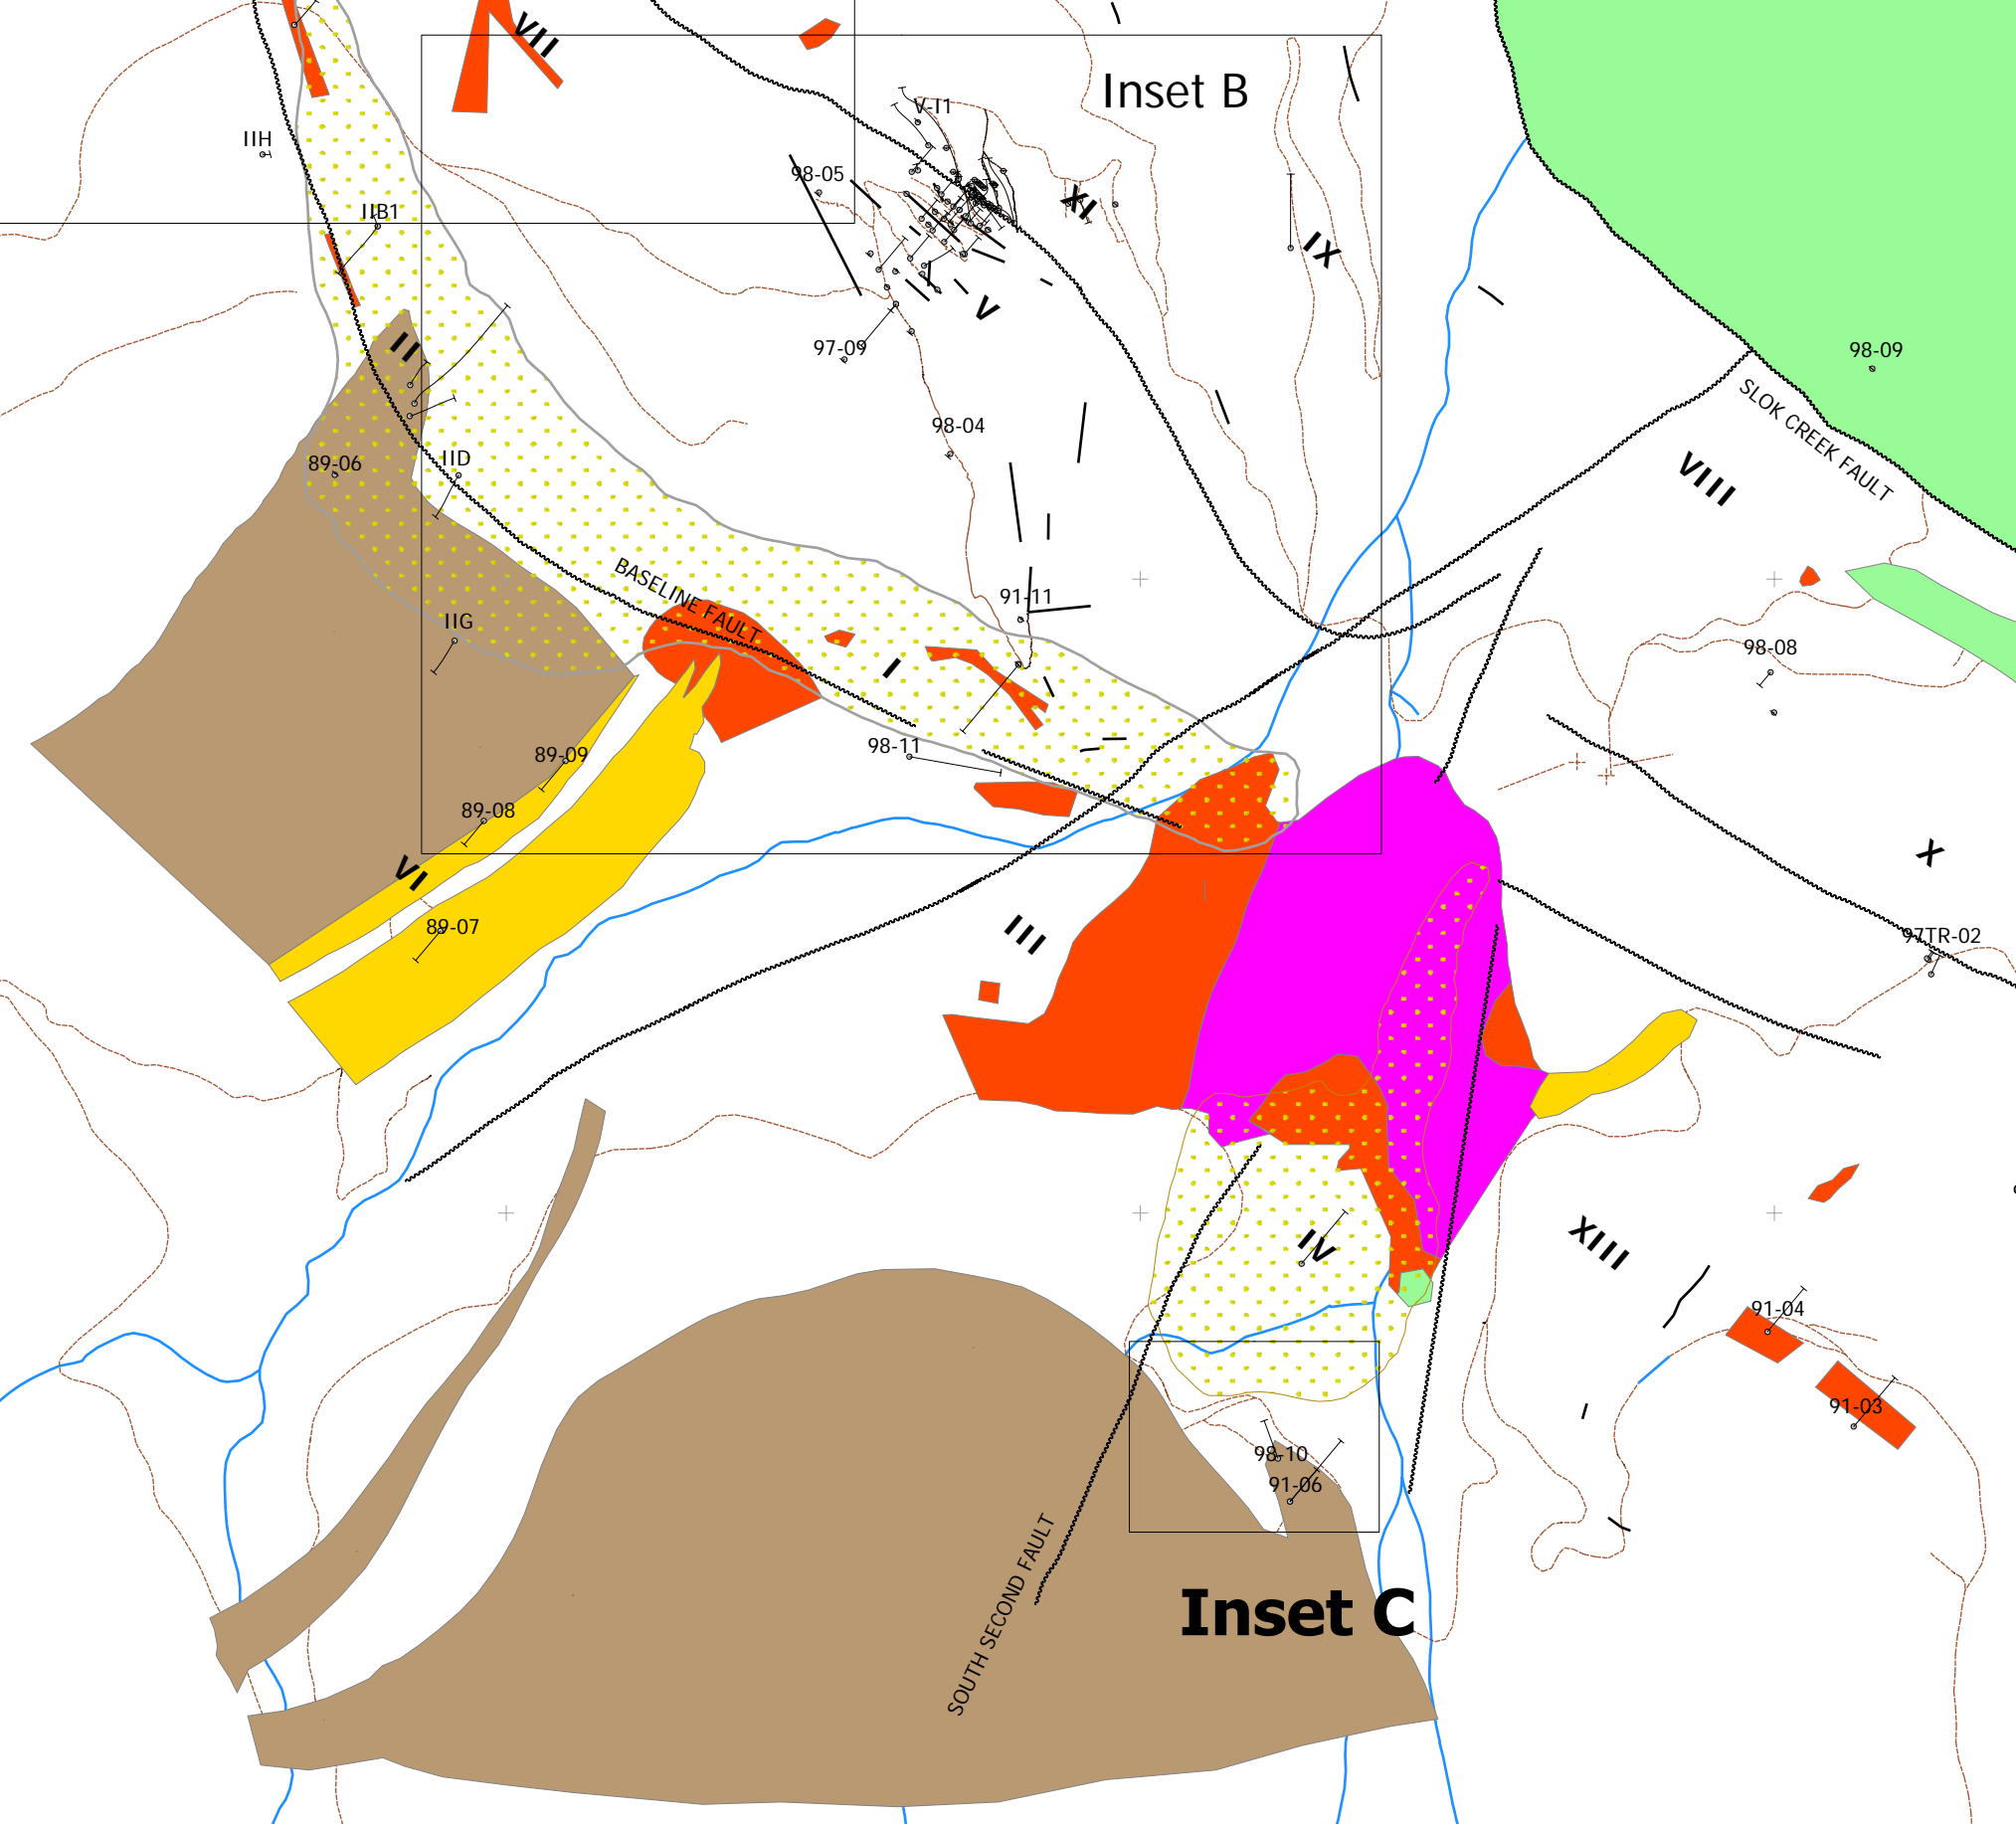 VII
Inset B
V-T1
IIH
98-05
XI
IIB1
IX
V
II
97-09
98-09
SLOK CREEK FAULT
98-04
89-06
IID
VIII
BASELINE FAULT
91-11
IIG
98-08
I
98-11
89-09
89-08
X
VI
89-07
III
97TR-02
IV
XIII
91-04
91-03
98-10
91-06
SOUTH SECOND FAULT
Inset C